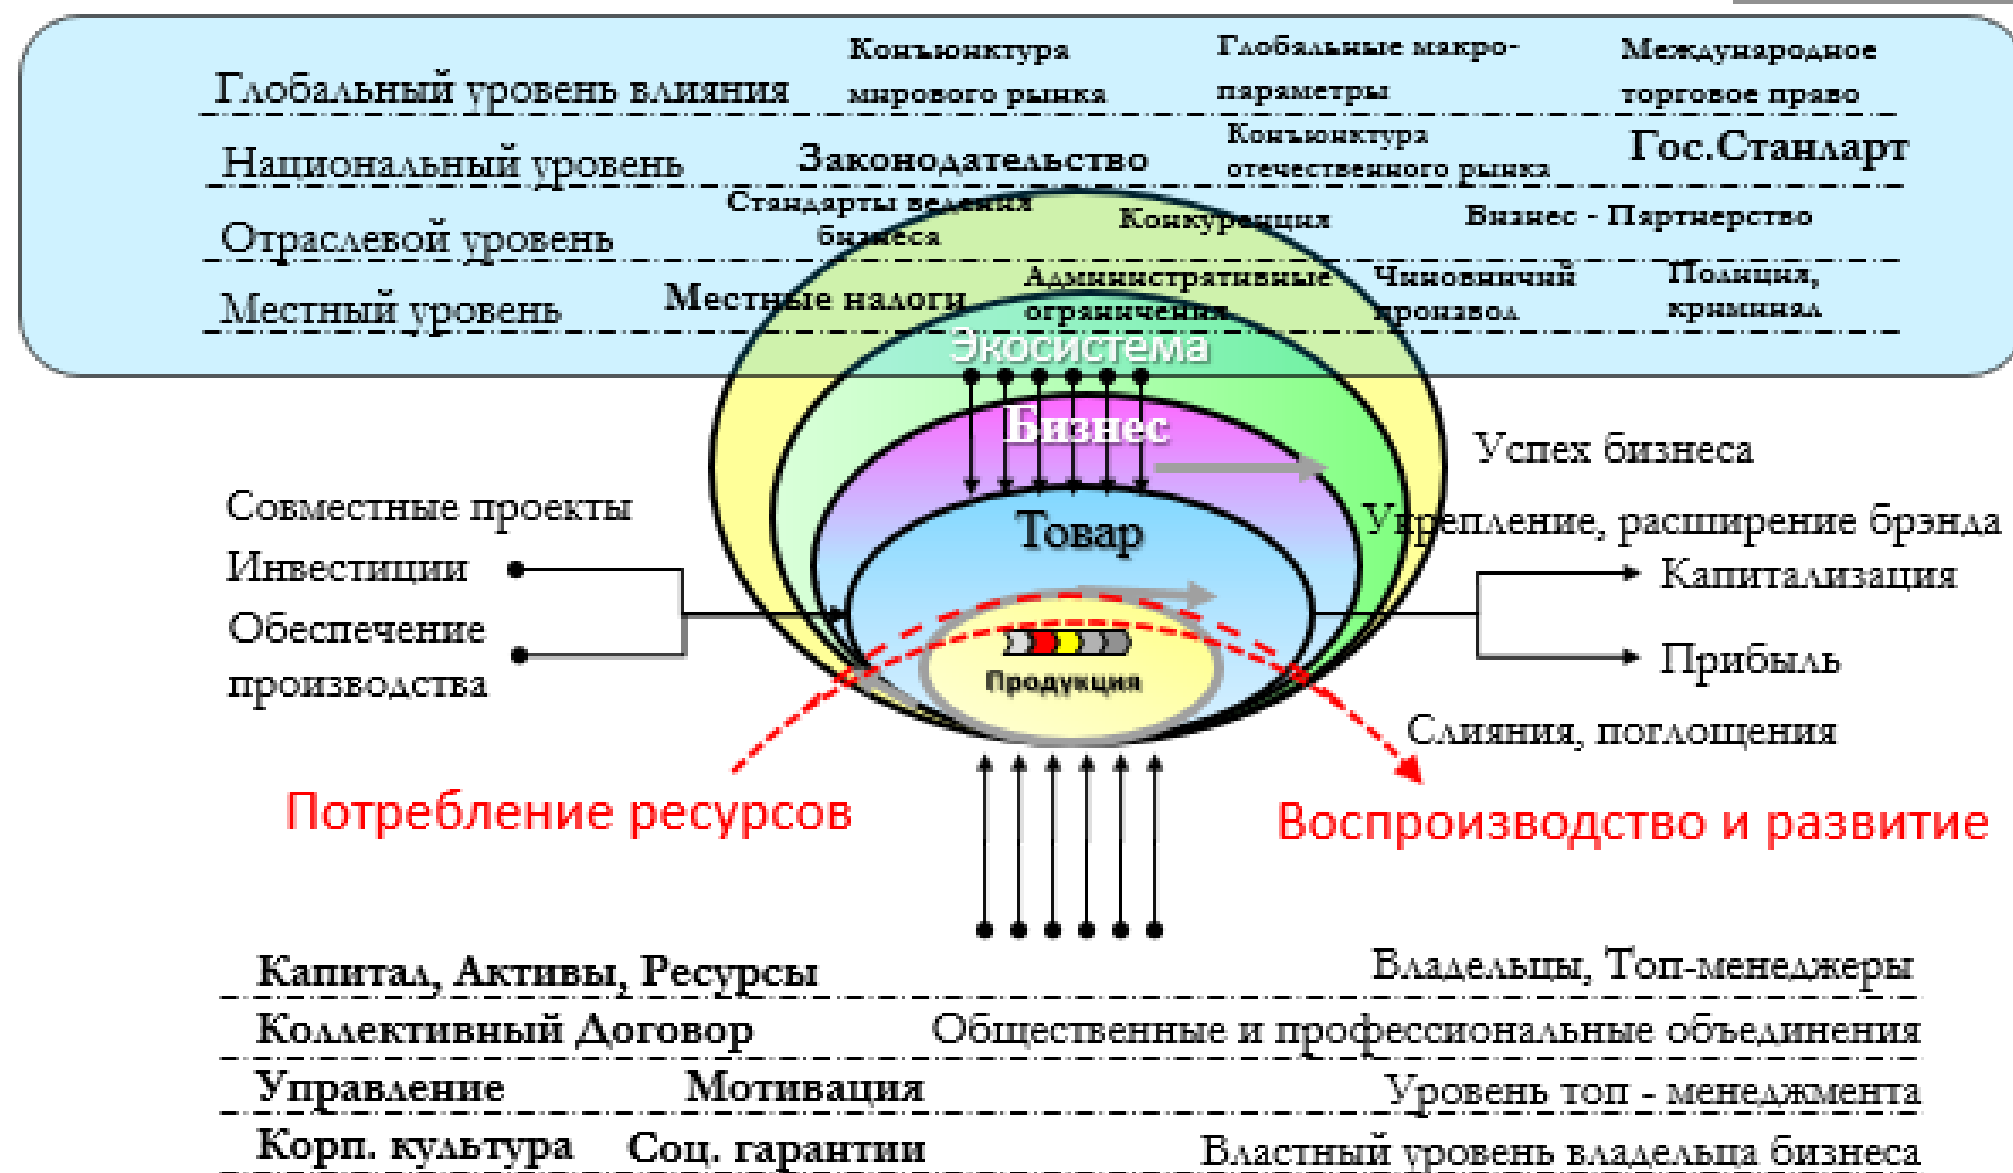 Конъюнктура
мирового рынка
Глобальные макро-
параметры
Международное
торговое право
Глобальный уровень влияния
Национальный уровень
Законодательство
Конъюнктура
отечественного рынка
Гос.Стандарт
Отраслевой уровень
Стандарты ведения
бизнеса
Конкуренция
Бизнес - Партнерство
Местный уровень
Местные налоги
Административные
ограничения
Чиновничий
произвол
Полиция,
криминал
Экосистема
Бизнес
Товар
Продукция
Совместные проекты
Инвестиции
Обеспечение
производства
Успех бизнеса
Укрепление, расширение брэнда
Капитализация
Прибыль
Слияния, поглощения
Потребление ресурсов
Воспроизводство и развитие
Капитал, Активы, Ресурсы
Владельцы, Топ-менеджеры
Коллективный Договор
Общественные и профессиональные объединения
Управление
Мотивация
Уровень топ - менеджмента
Корп. культура
Соц. гарантии
Властный уровень владельца бизнеса